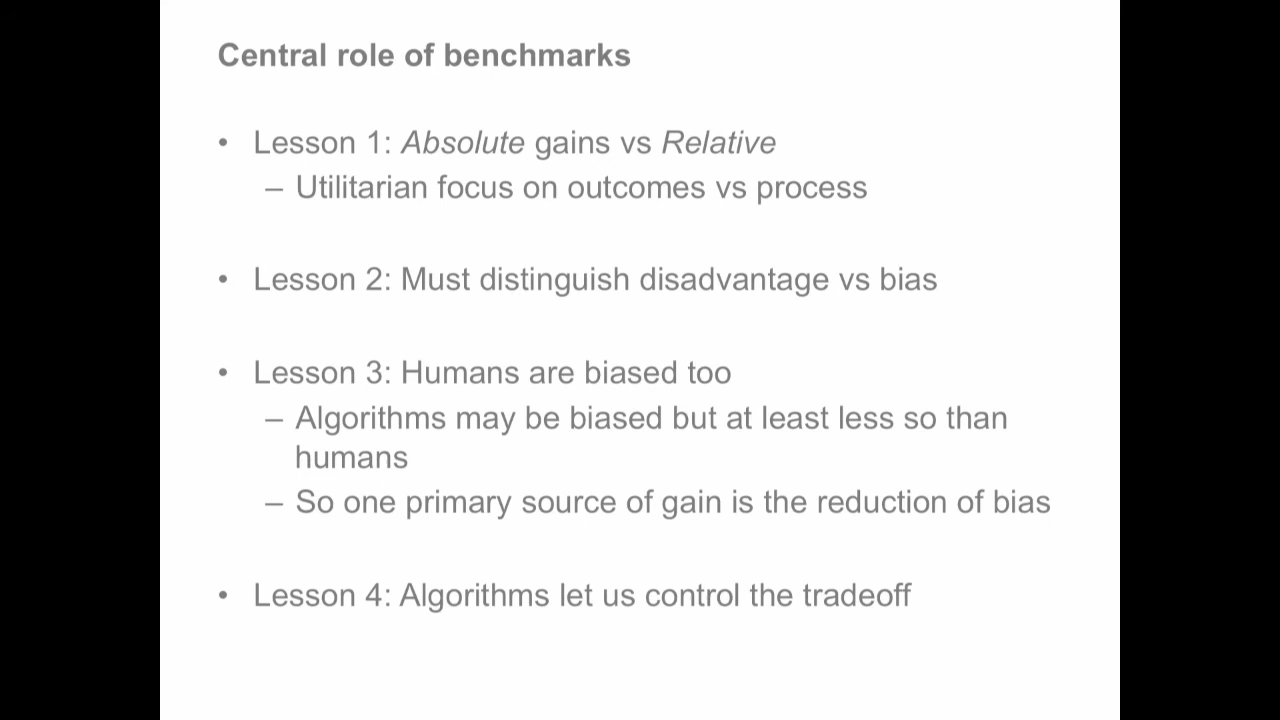 Central role of benchmarks
• Lesson 1: Absolute gains vs Relative
– Utilitarian focus on outcomes vs process
• Lesson 2: Must distinguish disadvantage vs bias
• Lesson 3: Humans are biased too
– Algorithms may be biased but at least less so than
humans
– So one primary source of gain is the reduction of bias
• Lesson 4: Algorithms let us control the tradeoff